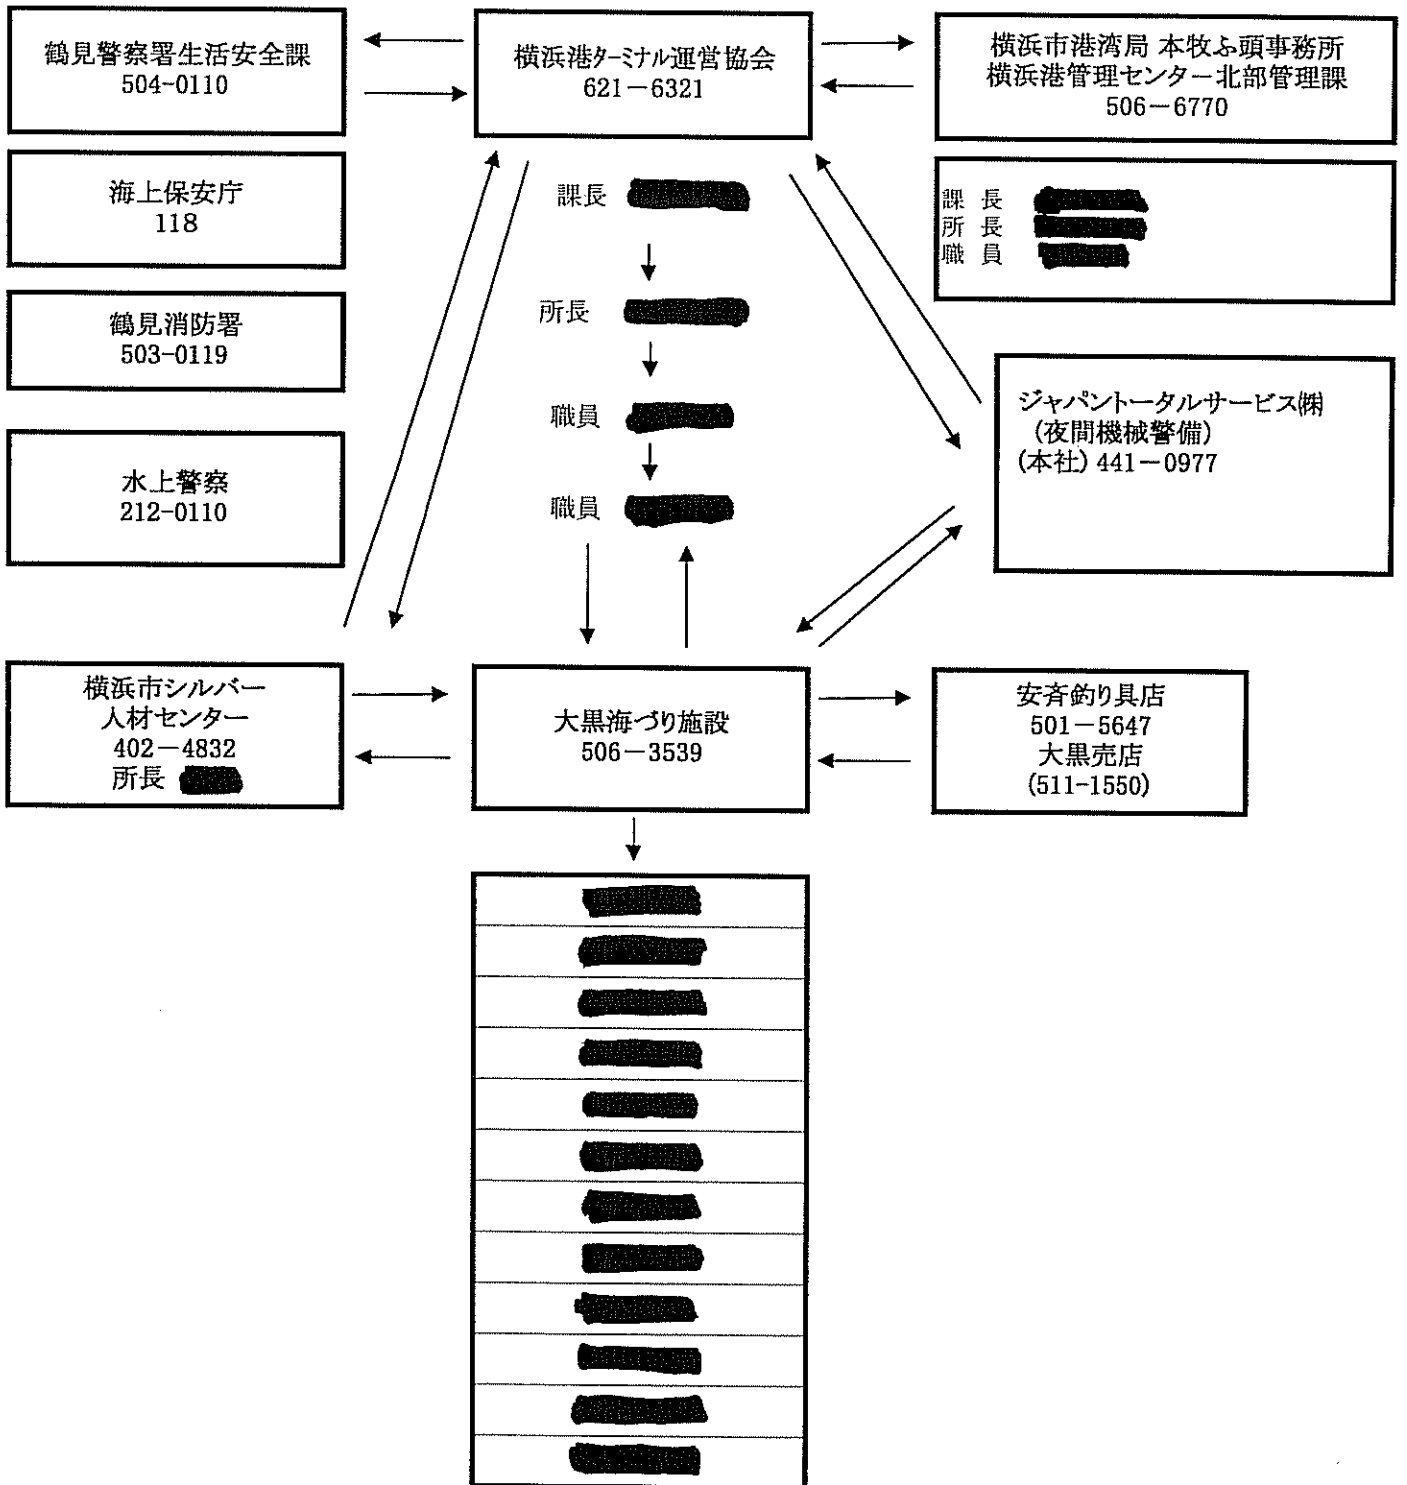 鶴見警察署生活安全課
504-0110
横浜港ターミナル運営協会
621－6321
横浜市港湾局 本牧ふ頭事務所
横浜港管理センター北部管理課
506－6770
海上保安庁
118
課長
課 長
所 長
職 員
鶴見消防署
503-0119
所長
職員
職員
ジャパントータルサービス㈱
(夜間機械警備)
(本社) 441－0977
水上警察
212-0110
横浜市シルバー
人材センター
402－4832
所長
大黒海づり施設
506－3539
安斉釣り具店
501－5647
大黒売店
(511-1550)